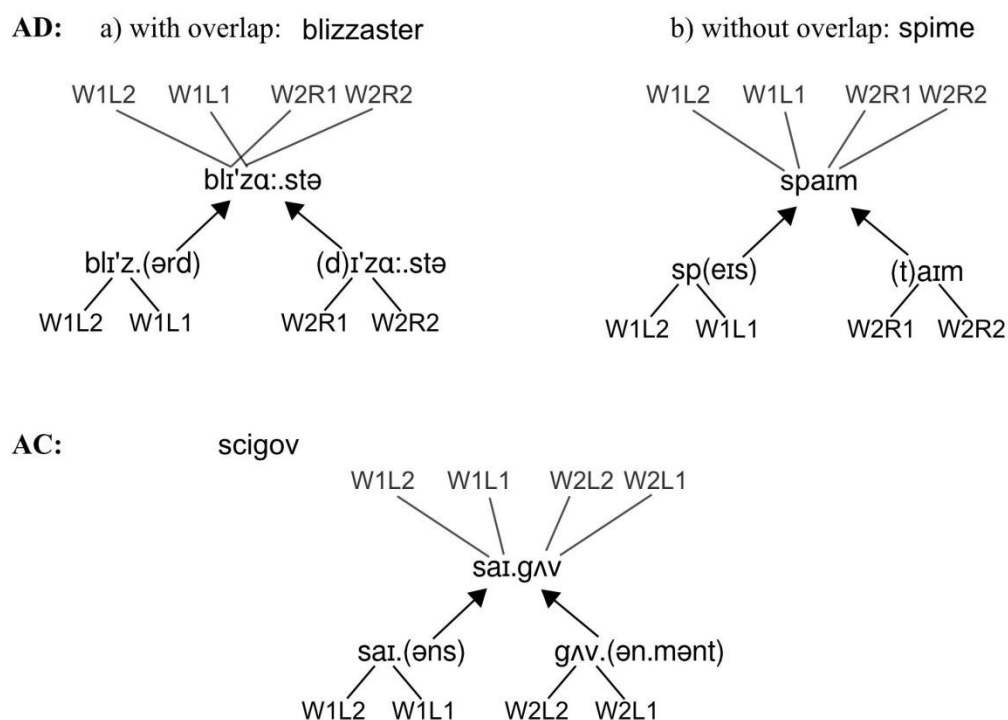 AD: a) with overlap: blizzaster b) without overlap: spime
W1L2 W1L1 W2R1 W2R2 W1L2 W1L1 W2R1 W2R2
blɪ'zɑː.stə spaɪm
blɪ'z.(ərd) (d)ɪ'zɑː.stə sp(eɪs) (t)aɪm
W1L2 W1L1 W2R1 W2R2 W1L2 W1L1 W2R1 W2R2
AC: scigov
W1L2 W1L1 W2L2 W2L1
saɪ.gʌv
saɪ.(əns) gʌv.(ən.mənt)
W1L2 W1L1 W2L2 W2L1